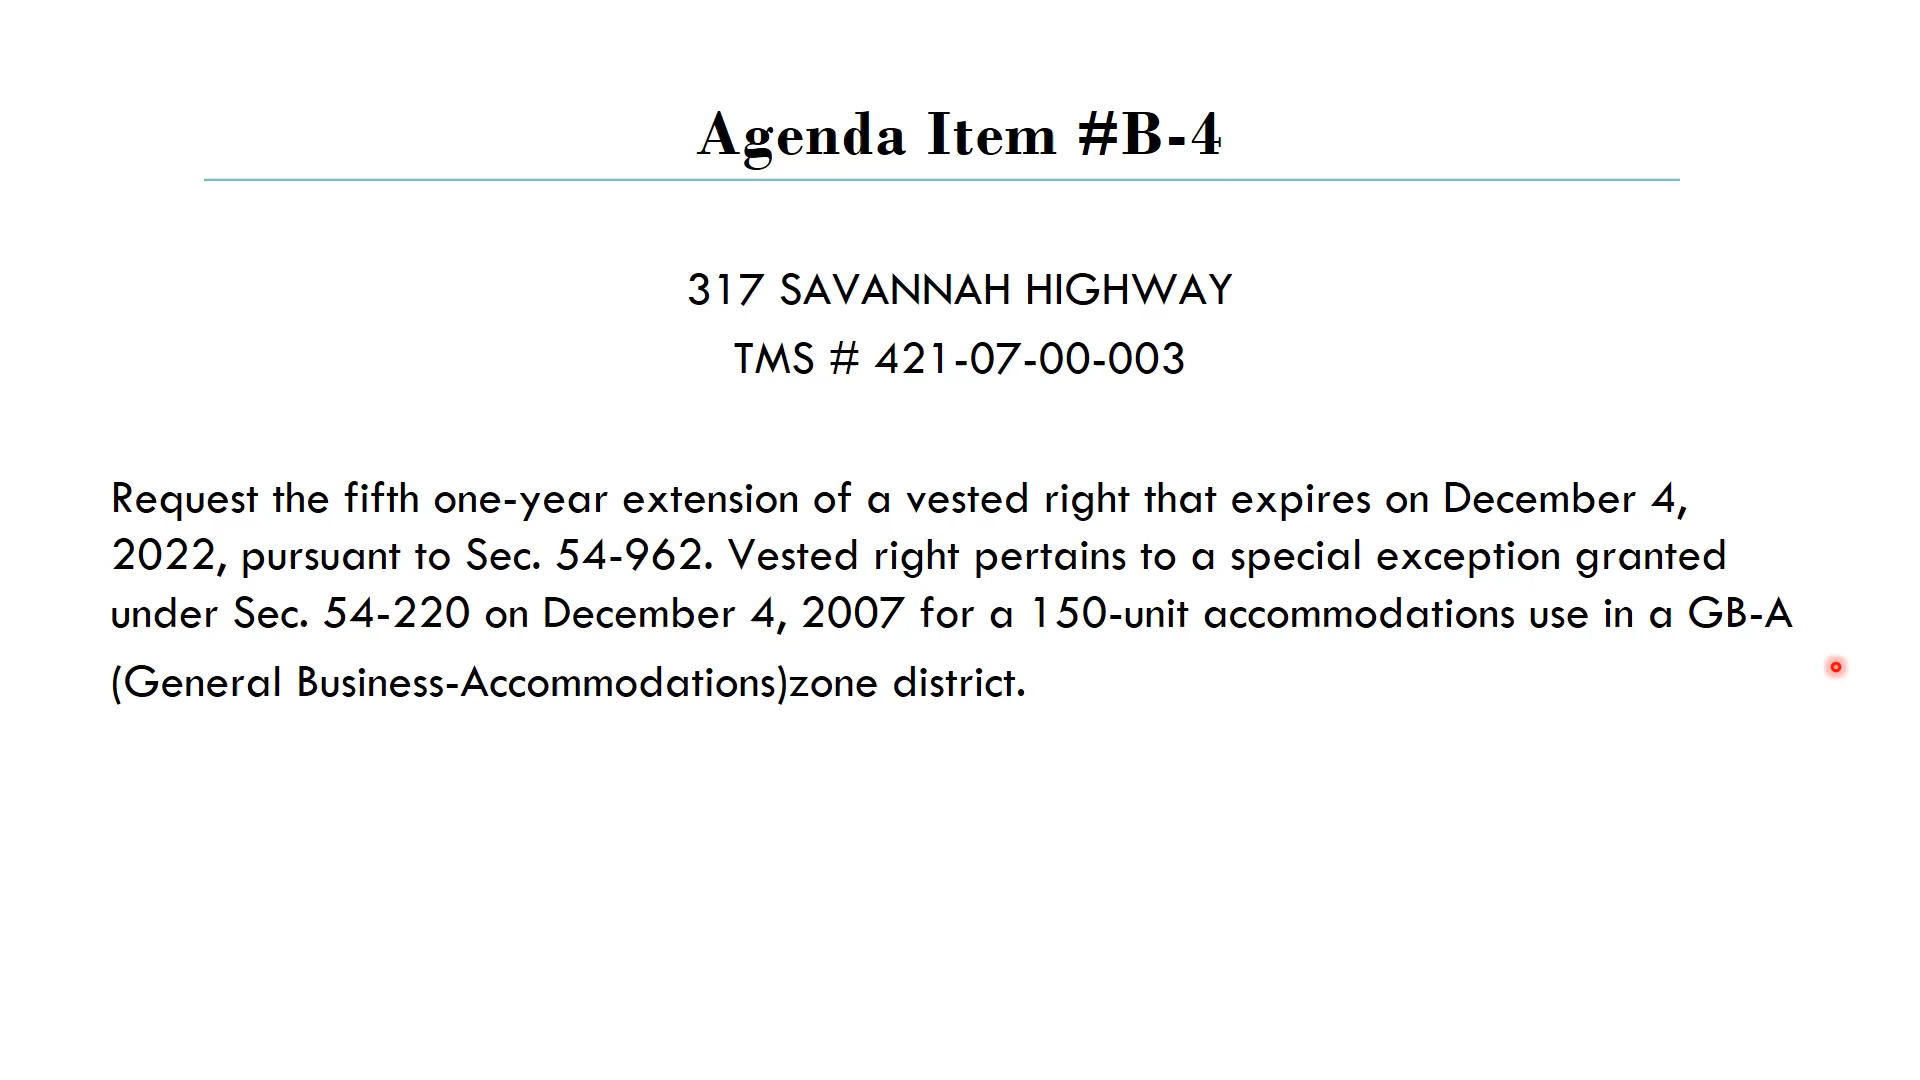 Agenda Item #B-4
317 SAVANNAH HIGHWAY
TMS # 421-07-00-003
Request the fifth one-year extension of a vested right that expires on December 4,
2022, pursuant to Sec. 54-962. Vested right pertains to a special exception granted
under Sec. 54-220 on December 4, 2007 for a 150-unit accommodations use in a GB-A
(General Business-Accommodations)zone district.